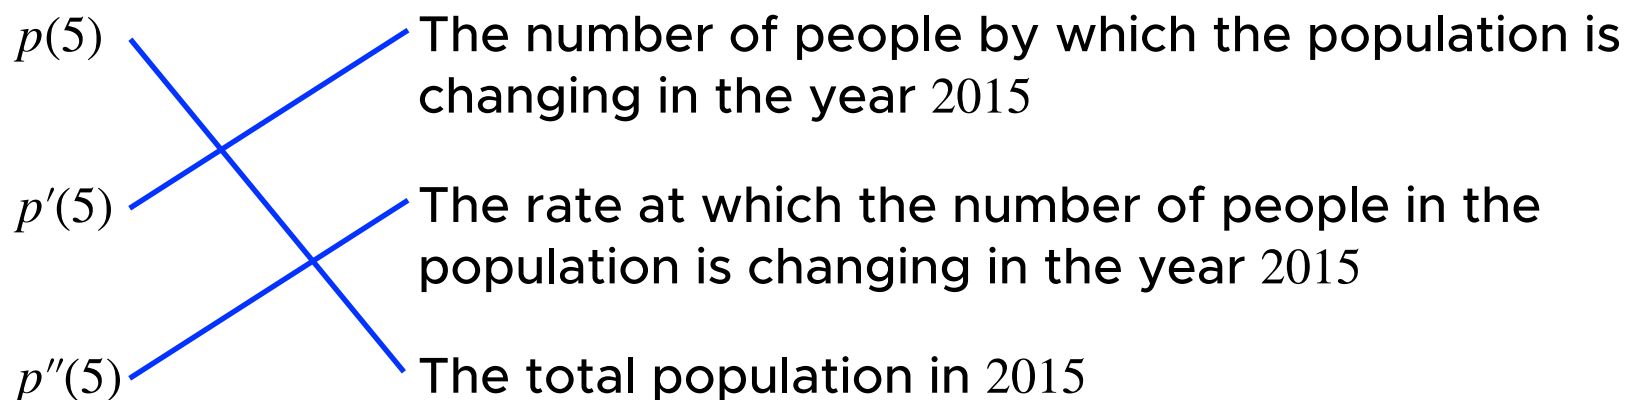 p(5) The number of people by which the population is
changing in the year 2015
p′(5) The rate at which the number of people in the
population is changing in the year 2015
p″(5) The total population in 2015